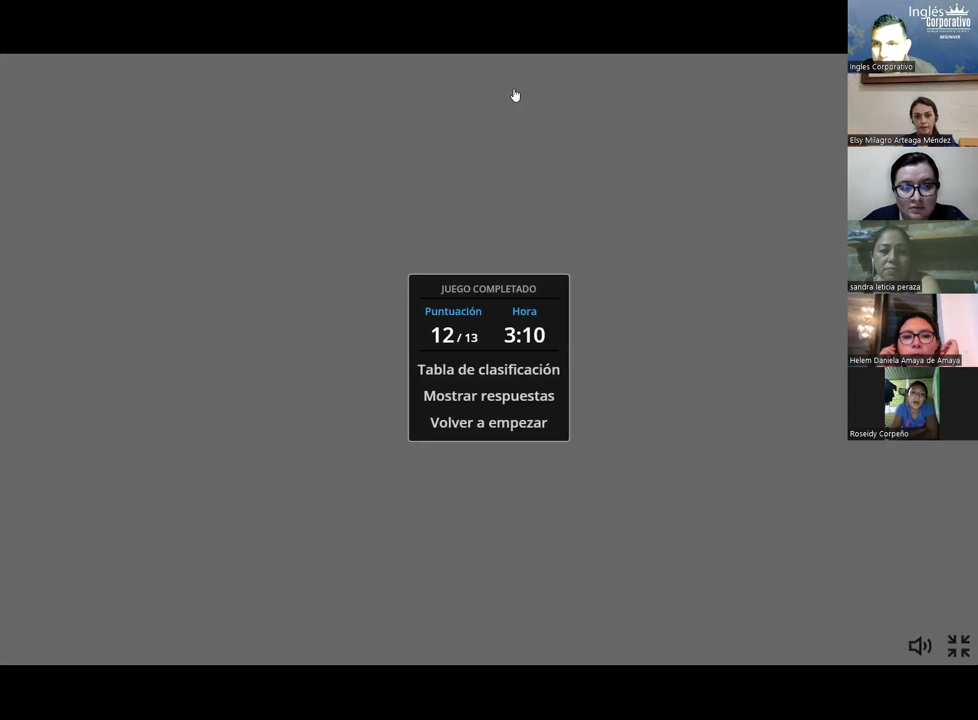 Inglés
Corporativo
BEGINNER
Ingles Corporativo
Elsy Milagro Arteaga Méndez
sandra leticia peraza
Helem Daniela Amaya de Amaya
Roseidy Corpeño
JUEGO COMPLETADO
Puntuación Hora
12 / 13 3:10
Tabla de clasificación
Mostrar respuestas
Volver a empezar